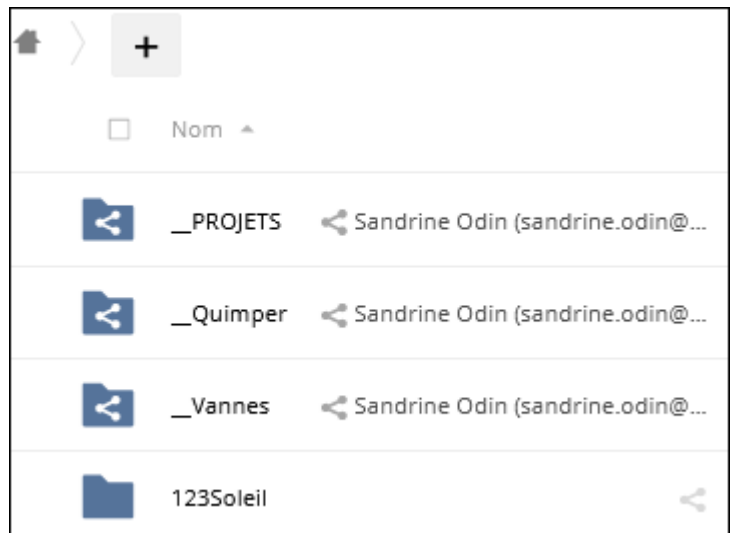 +
Nom
__PROJETS Sandrine Odin (sandrine.odin@...
__Quimper Sandrine Odin (sandrine.odin@...
__Vannes Sandrine Odin (sandrine.odin@...
123Soleil